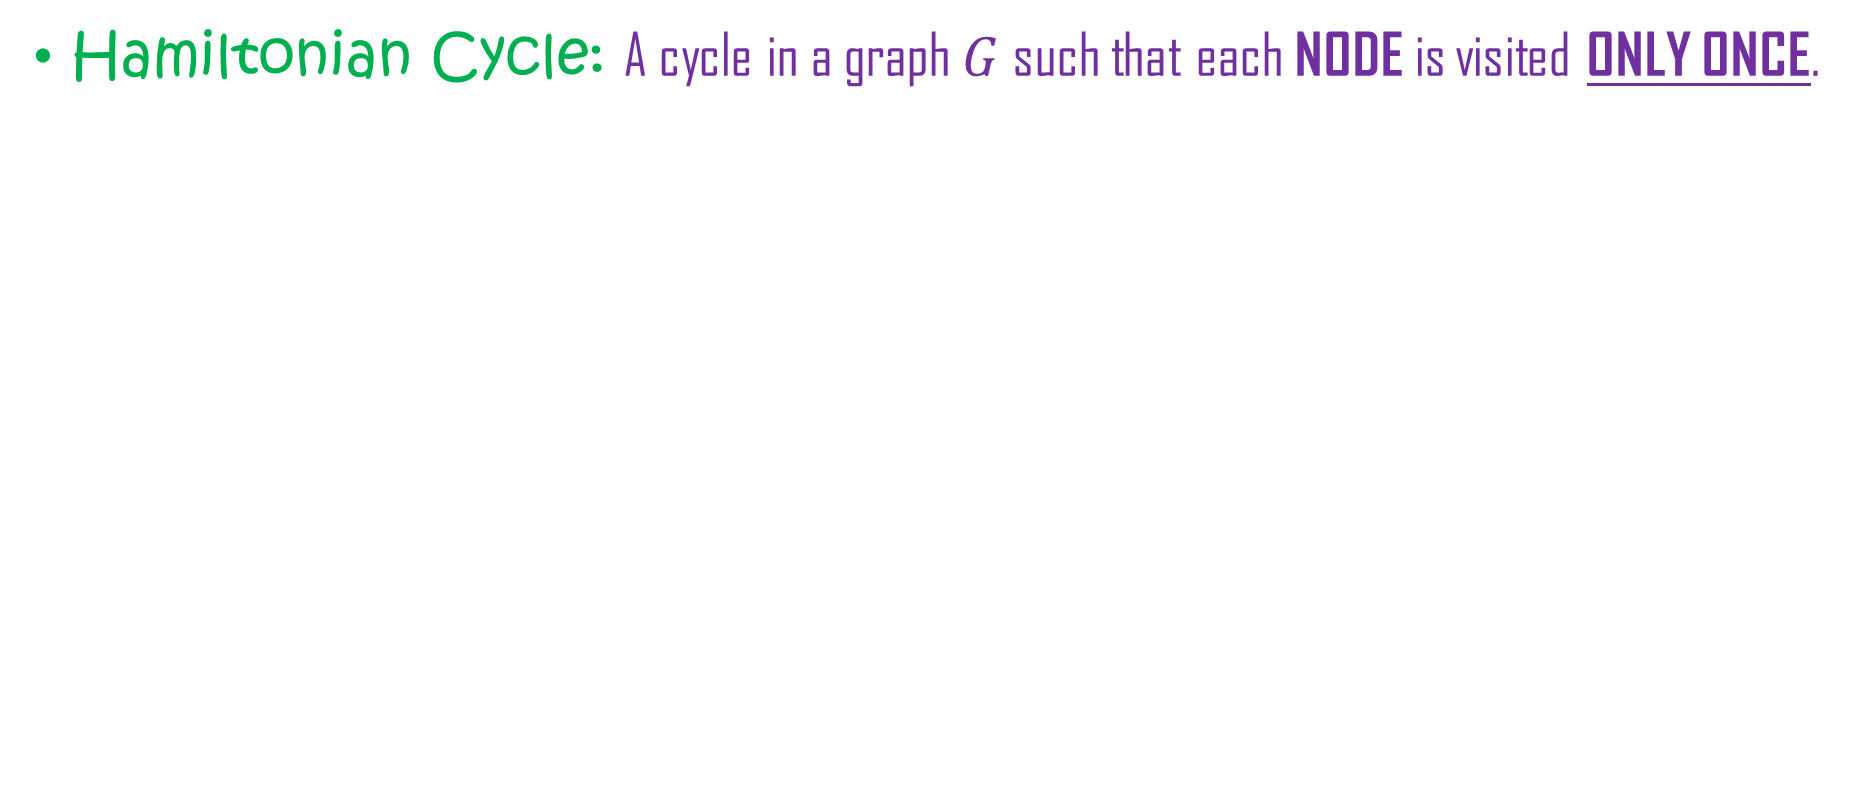 • Hamiltonian Cycle: A cycle in a graph G such that each NODE is visited ONLY ONCE.